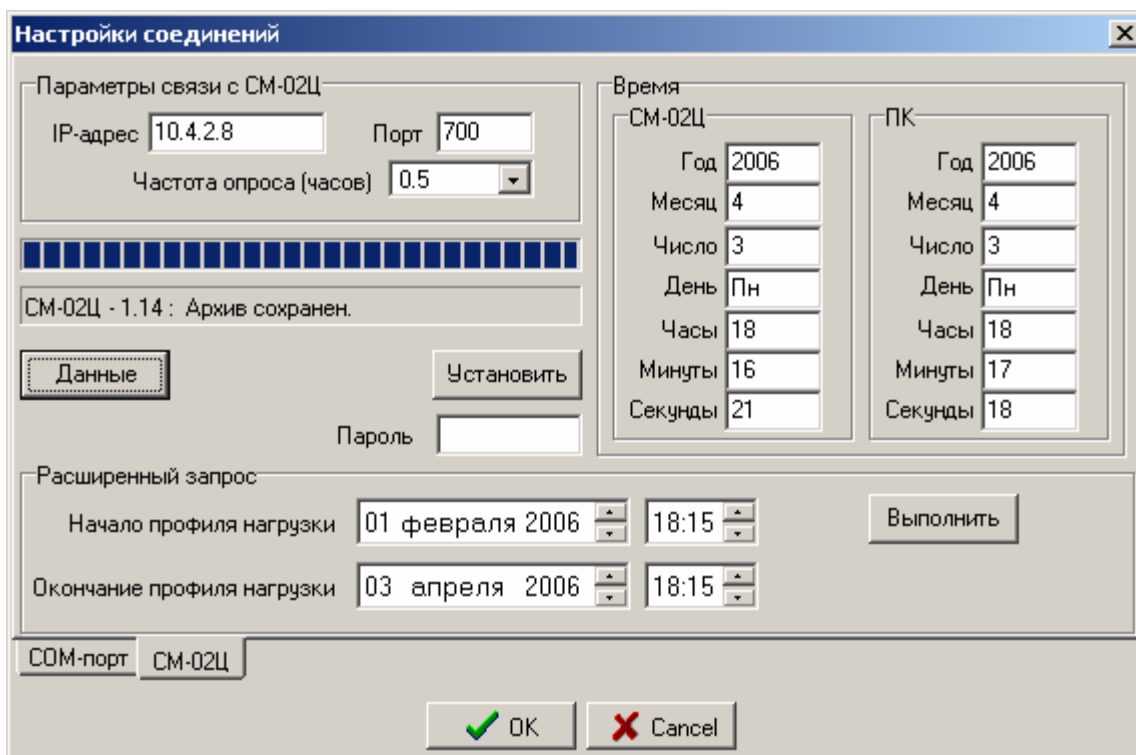 Настройки соединений
Параметры связи с СМ-02Ц
IP-адрес 10.4.2.8 Порт 700
Частота опроса (часов) 0.5
СМ-02Ц - 1.14 : Архив сохранен.
Данные Установить
Пароль
Время
СМ-02Ц
Год 2006
Месяц 4
Число 3
День Пн
Часы 18
Минуты 16
Секунды 21
ПК
Год 2006
Месяц 4
Число 3
День Пн
Часы 18
Минуты 17
Секунды 18
Расширенный запрос
Начало профиля нагрузки 01 февраля 2006 18:15 Выполнить
Окончание профиля нагрузки 03 апреля 2006 18:15
COM-порт СМ-02Ц
OK Cancel